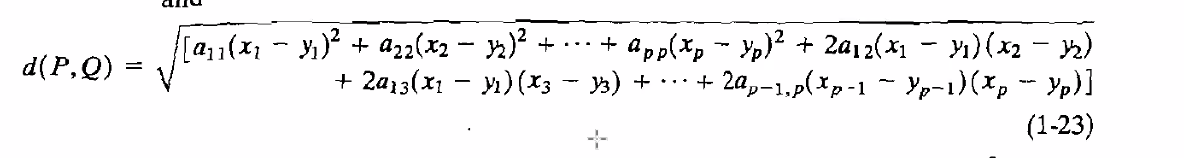 and
d(P, Q) = √[a₁₁(x₁ − y₁)² + a₂₂(x₂ − y₂)² + ⋯ + aₚₚ(xₚ − yₚ)² + 2a₁₂(x₁ − y₁)(x₂ − y₂)
+ 2a₁₃(x₁ − y₁)(x₃ − y₃) + ⋯ + 2aₚ₋₁,ₚ(xₚ₋₁ − yₚ₋₁)(xₚ − yₚ)]
(1-23)